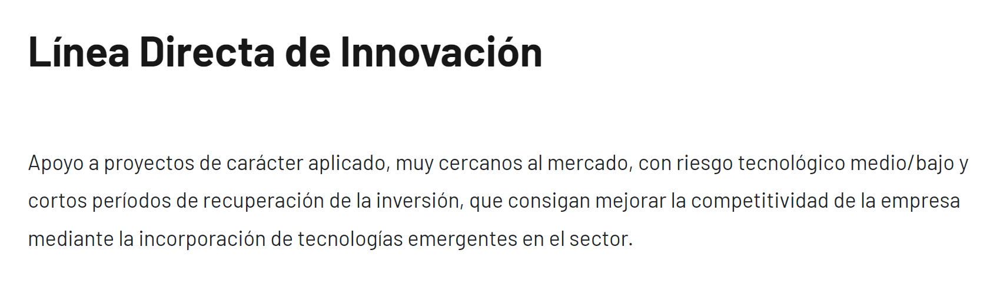 Línea Directa de Innovación
Apoyo a proyectos de carácter aplicado, muy cercanos al mercado, con riesgo tecnológico medio/bajo y
cortos períodos de recuperación de la inversión, que consigan mejorar la competitividad de la empresa
mediante la incorporación de tecnologías emergentes en el sector.